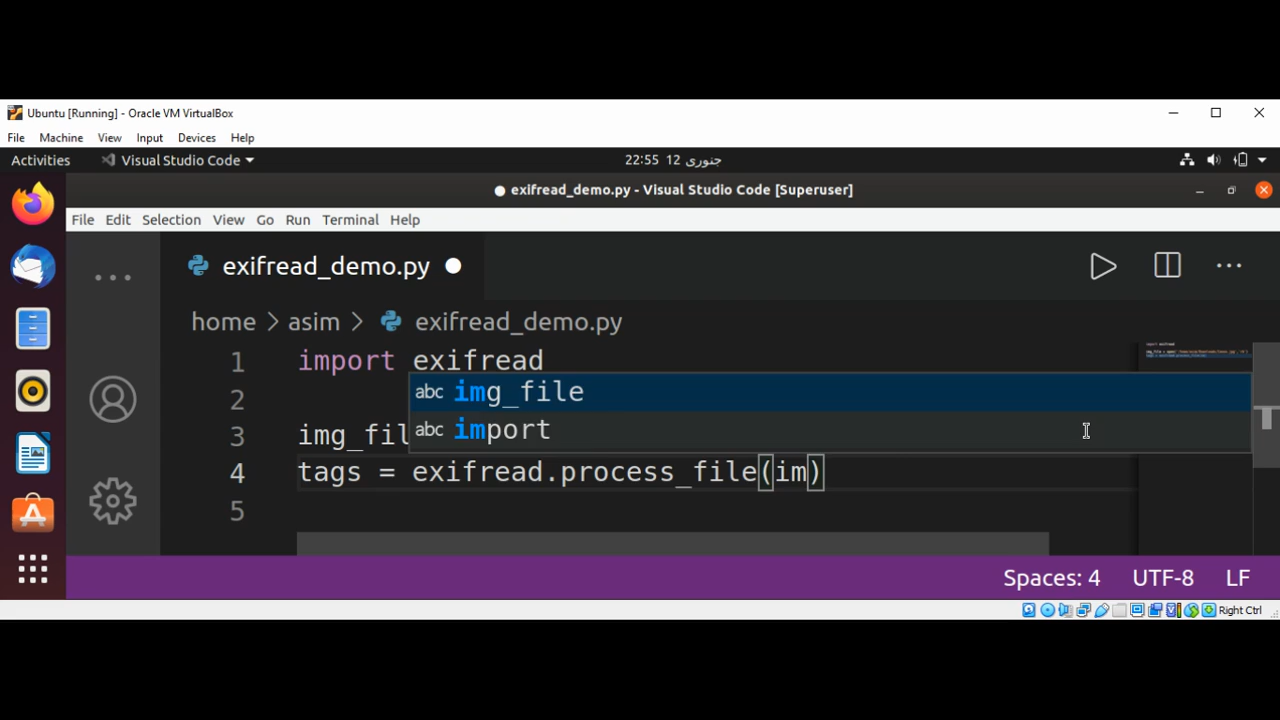 Ubuntu [Running] - Oracle VM VirtualBox
File Machine View Input Devices Help
Activities Visual Studio Code 22:55 12 جنوری
exifread_demo.py - Visual Studio Code [Superuser]
File Edit Selection View Go Run Terminal Help
exifread_demo.py
home > asim > exifread_demo.py
1 import exifread
abc img_file
2
abc import
3 img_fil
4 tags = exifread.process_file(im)
5
Spaces: 4 UTF-8 LF
Right Ctrl